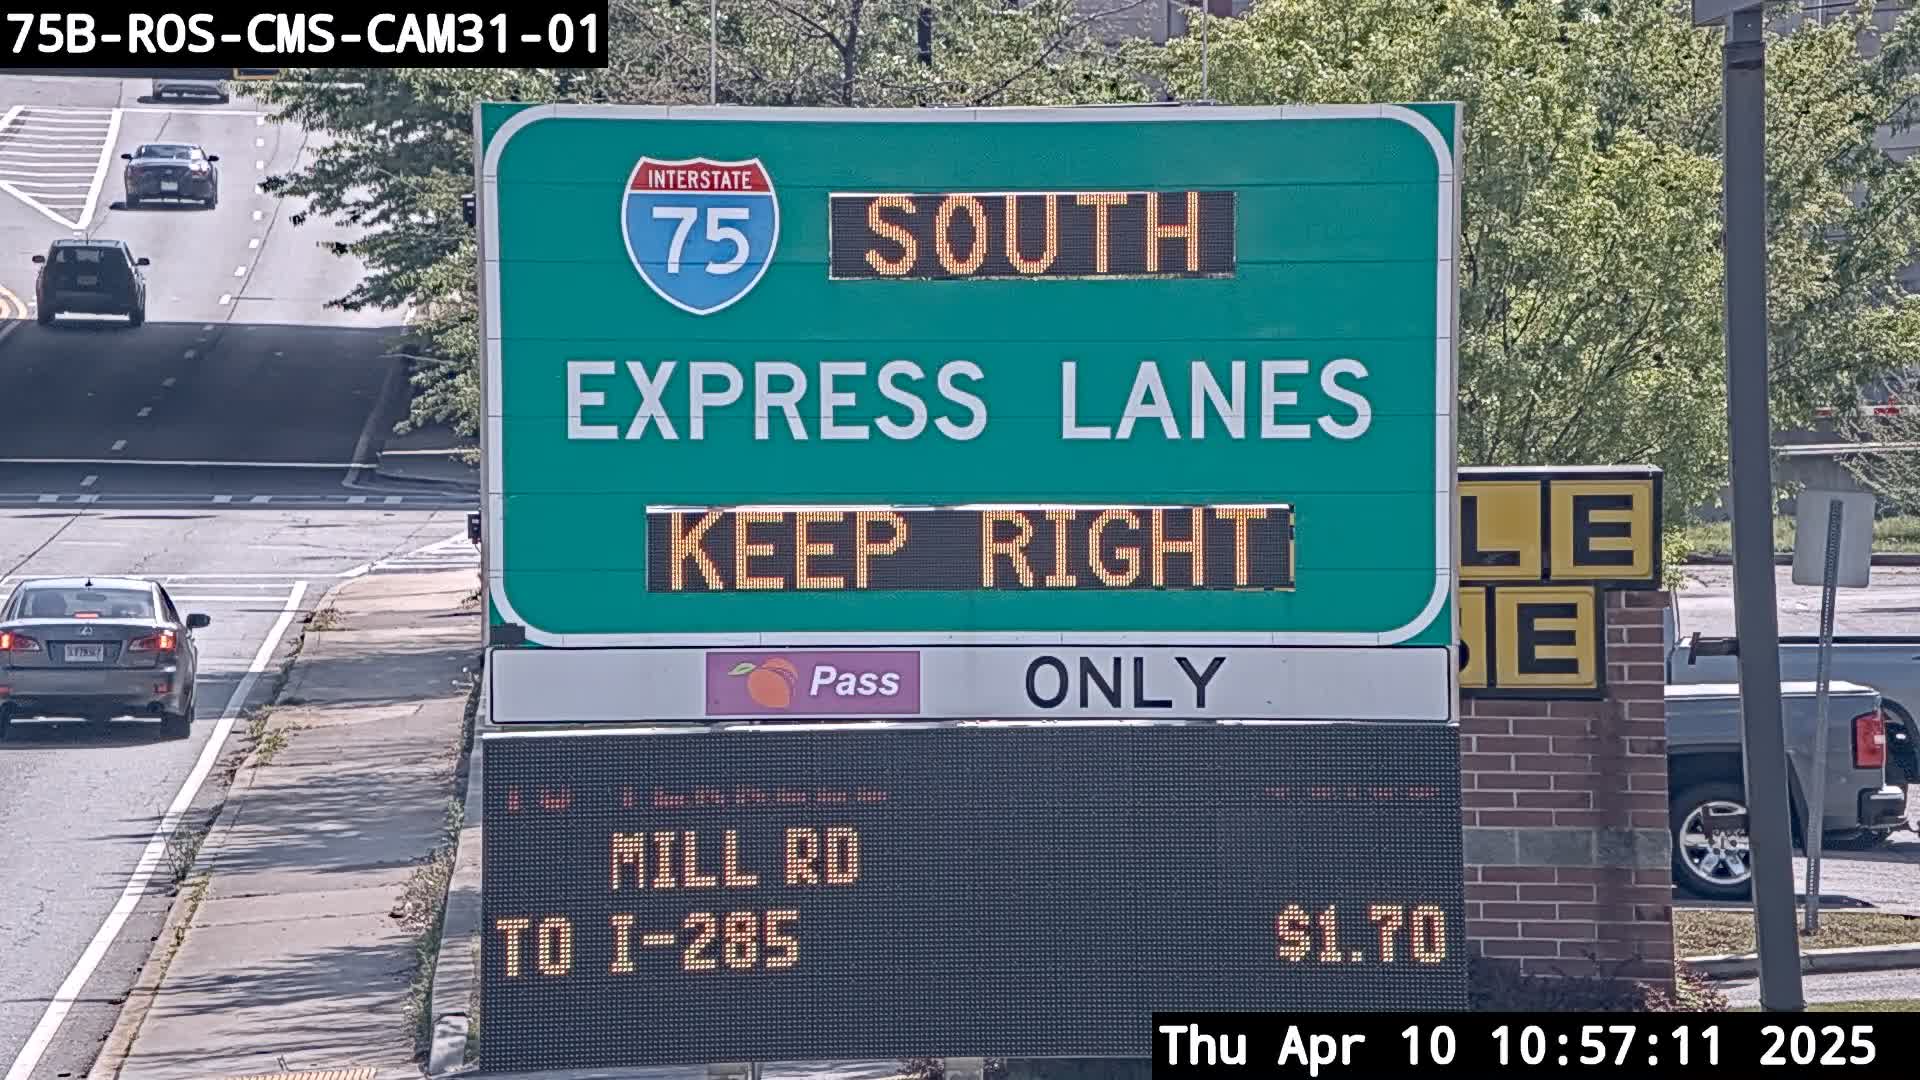 75B-ROS-CMS-CAM31-01
INTERSTATE
75
SOUTH
EXPRESS LANES
KEEP RIGHT
Pass ONLY
MILL RD
TO I-285 $1.70
LE
E
Thu Apr 10 10:57:11 2025